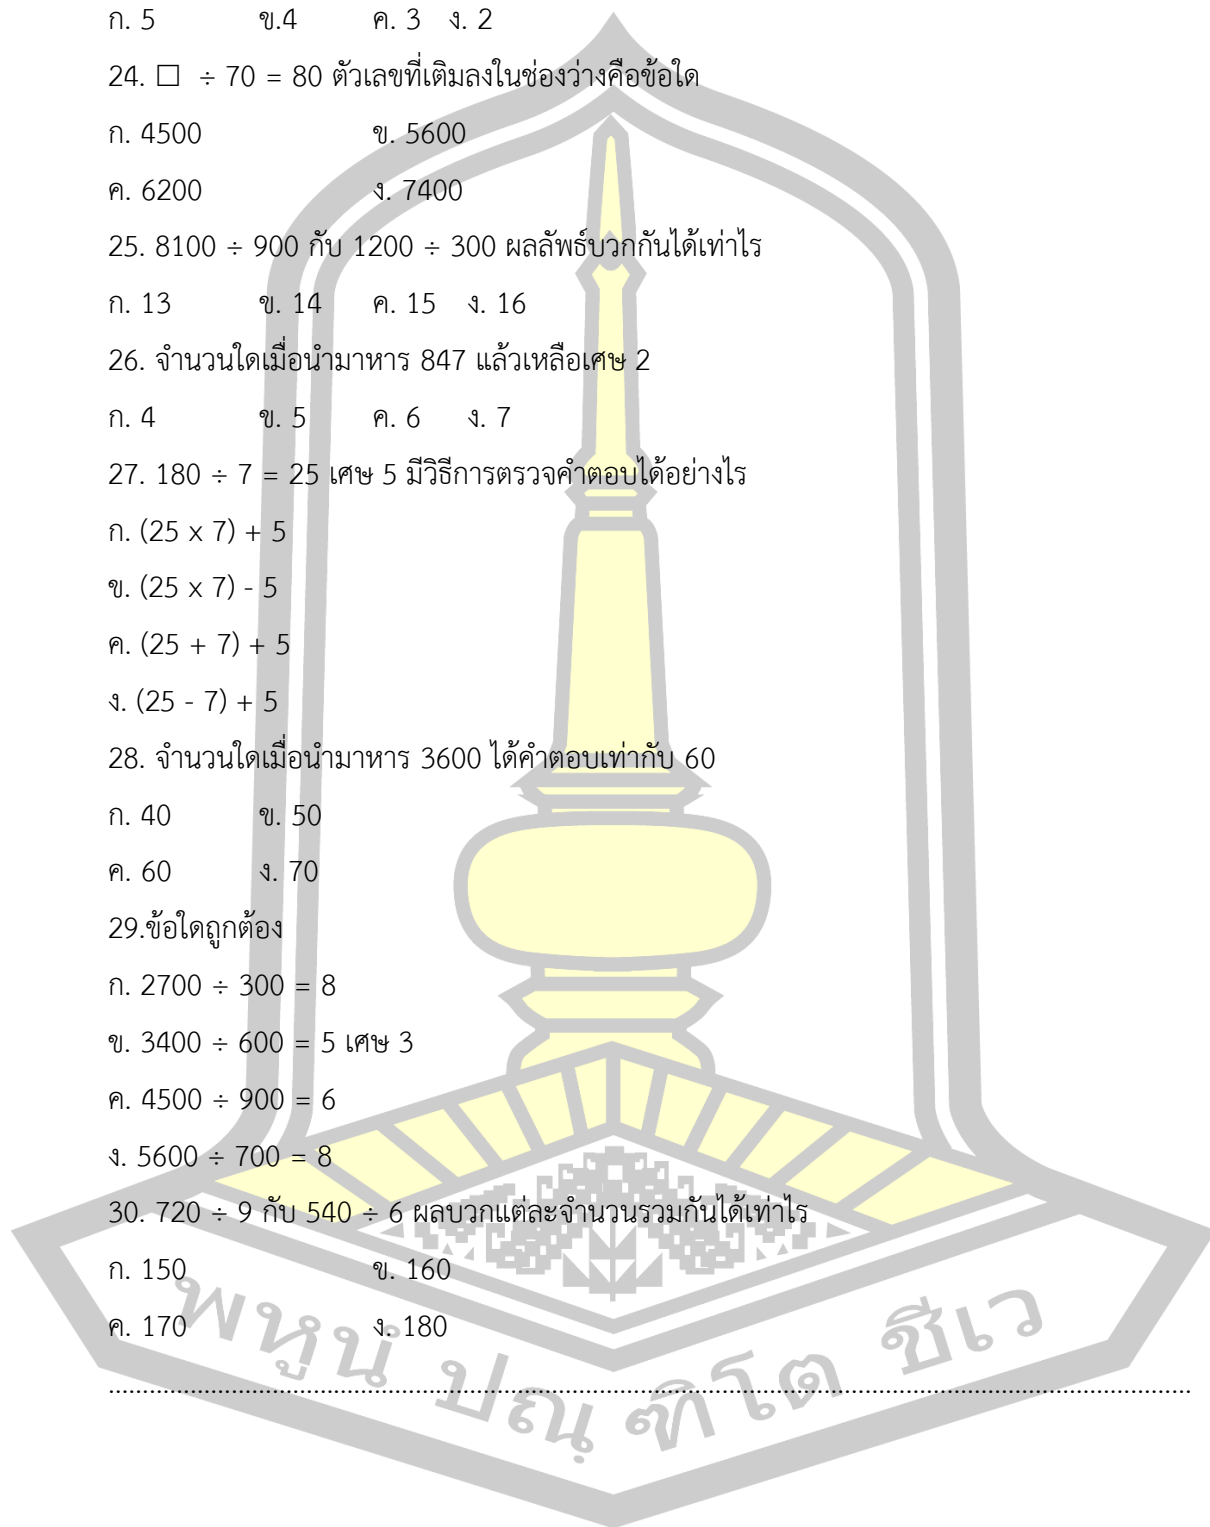 ก. 5 ข.4 ค. 3 ง. 2
24. □ ÷ 70 = 80 ตัวเลขที่เติมลงในช่องว่างคือข้อใด
ก. 4500 ข. 5600
ค. 6200 ง. 7400
25. 8100 ÷ 900 กับ 1200 ÷ 300 ผลลัพธ์บวกกันได้เท่าไร
ก. 13 ข. 14 ค. 15 ง. 16
26. จำนวนใดเมื่อนำมาหาร 847 แล้วเหลือเศษ 2
ก. 4 ข. 5 ค. 6 ง. 7
27. 180 ÷ 7 = 25 เศษ 5 มีวิธีการตรวจคำตอบได้อย่างไร
ก. (25 x 7) + 5
ข. (25 x 7) - 5
ค. (25 + 7) + 5
ง. (25 - 7) + 5
28. จำนวนใดเมื่อนำมาหาร 3600 ได้คำตอบเท่ากับ 60
ก. 40 ข. 50
ค. 60 ง. 70
29.ข้อใดถูกต้อง
ก. 2700 ÷ 300 = 8
ข. 3400 ÷ 600 = 5 เศษ 3
ค. 4500 ÷ 900 = 6
ง. 5600 ÷ 700 = 8
30. 720 ÷ 9 กับ 540 ÷ 6 ผลบวกแต่ละจำนวนรวมกันได้เท่าไร
ก. 150 ข. 160
ค. 170 ง. 180
พหูนํ ปณฺฑิโต ชีเว